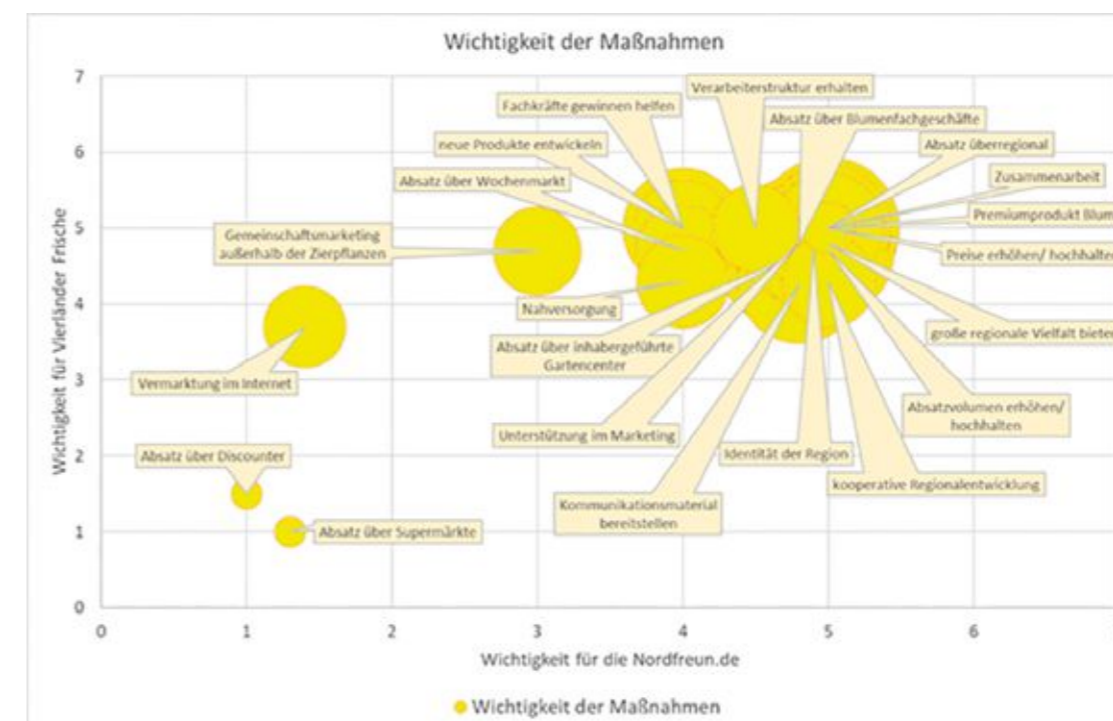 Wichtigkeit der Maßnahmen
7
6
5
4
3
2
1
0
Wichtigkeit für Vierländer Frische
Verarbeiterstruktur erhalten
Fachkräfte gewinnen helfen
Absatz über Blumenfachgeschäfte
neue Produkte entwickeln
Absatz überregional
Absatz über Wochenmarkt
Zusammenarbeit
Premiumprodukt Blum
Gemeinschaftsmarketing
außerhalb der Zierpflanzen
Preise erhöhen/ hochhalten
Nahversorgung
große regionale Vielfalt bieten
Absatz über inhabergeführte
Gartencenter
Vermarktung im Internet
Absatzvolumen erhöhen/
hochhalten
Unterstützung im Marketing
Identität der Region
Absatz über Discounter
kooperative Regionalentwicklung
Kommunikationsmaterial
bereitstellen
Absatz über Supermärkte
0 1 2 3 4 5 6
Wichtigkeit für die Nordfreun.de
Wichtigkeit der Maßnahmen